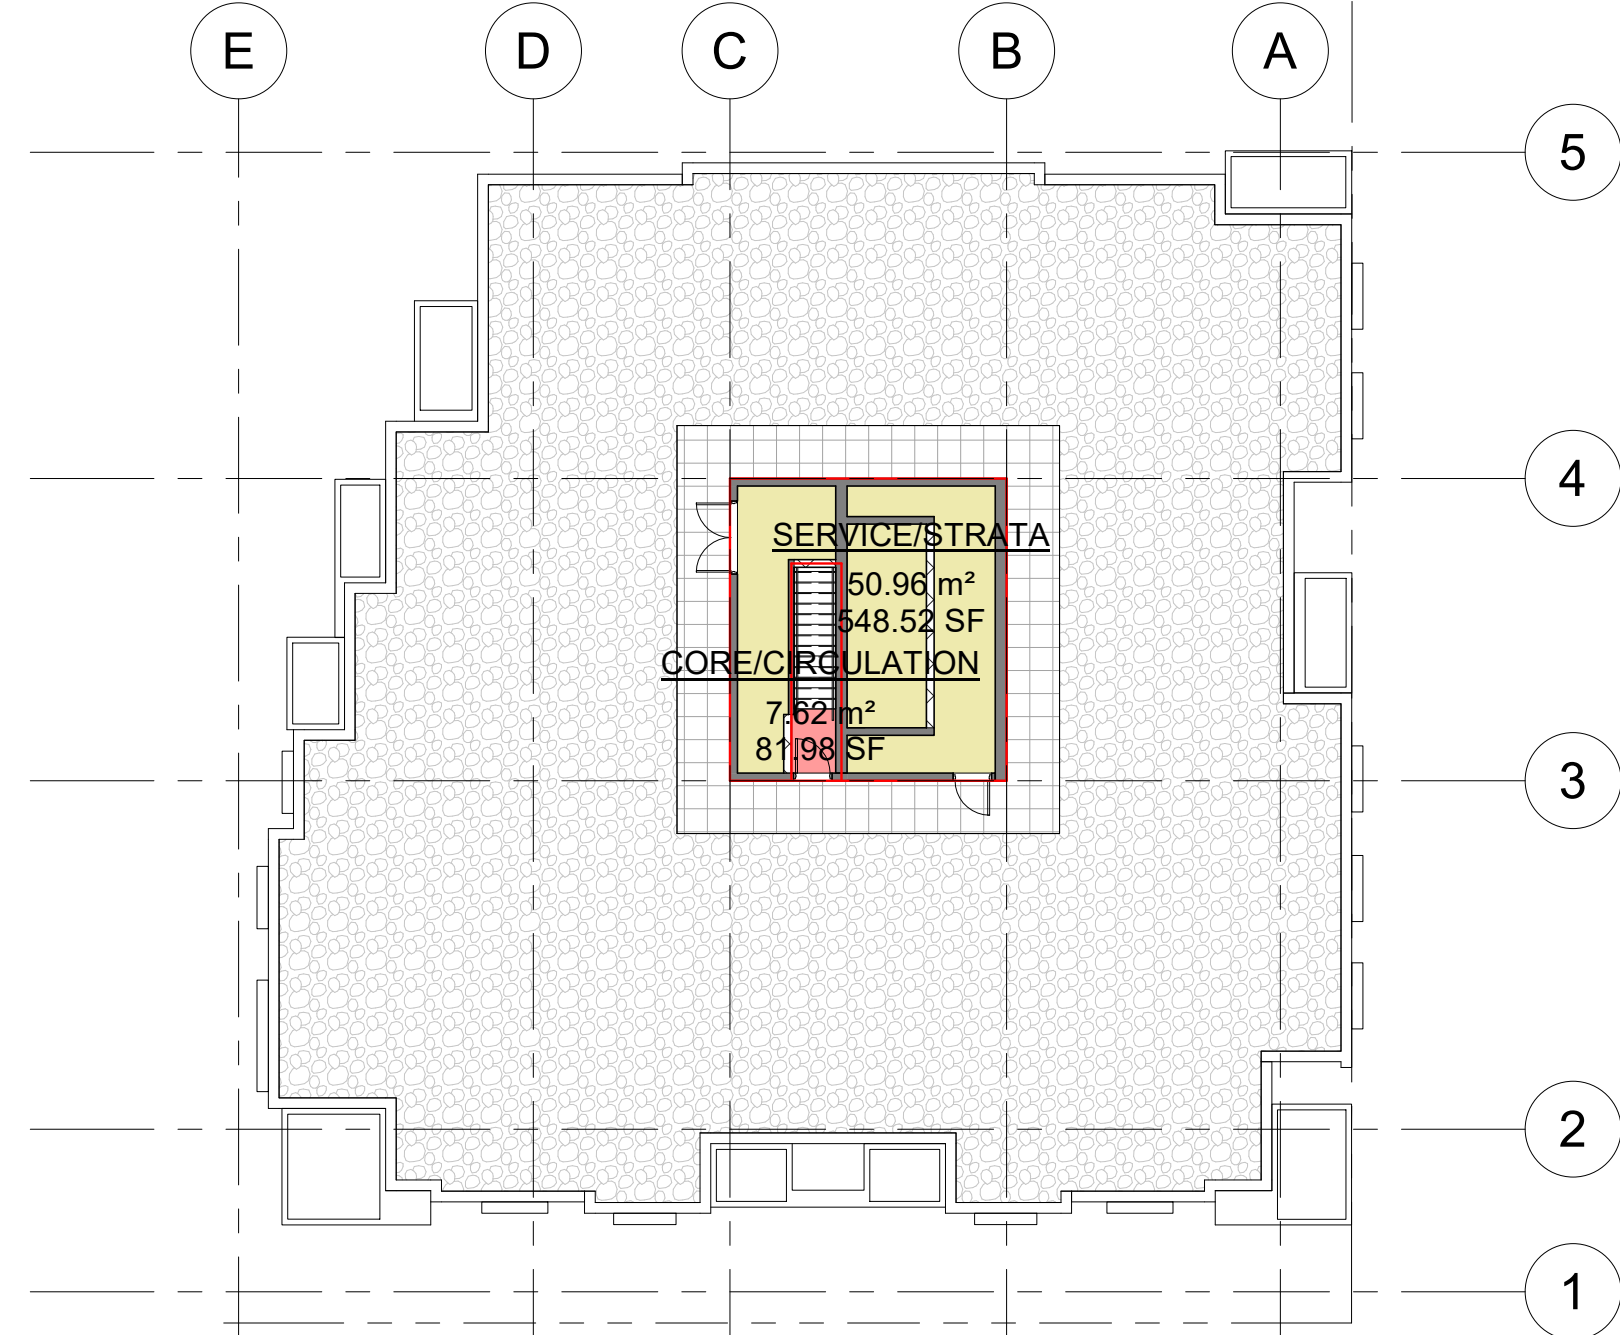 E
D
C
B
A
5
4
SERVICE/STRATA
50.96 m²
548.52 SF
CORE/CIRCULATION
7.62 m²
81.98 SF
3
2
1